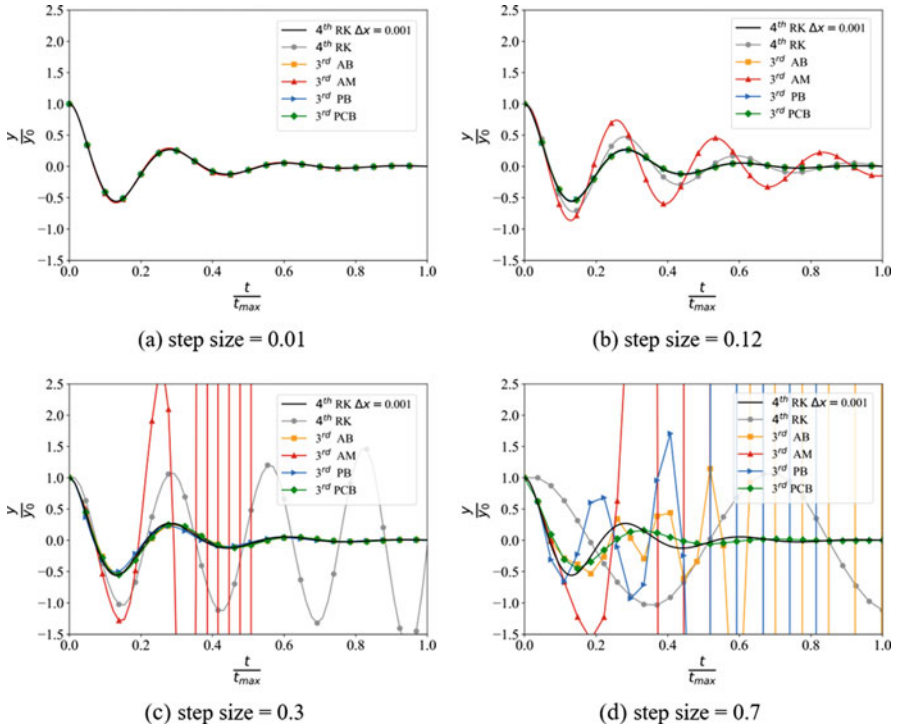 2.5
2.0
1.5
1.0
0.5
0.0
−0.5
−1.0
−1.5
y
y₀
0.0 0.2 0.4 0.6 0.8 1.0
t
tmax
4th RK Δx = 0.001
4th RK
3rd AB
3rd AM
3rd PB
3rd PCB
(a) step size = 0.01
2.5
2.0
1.5
1.0
0.5
0.0
−0.5
−1.0
−1.5
y
y₀
0.0 0.2 0.4 0.6 0.8 1.0
t
tmax
4th RK Δx = 0.001
4th RK
3rd AB
3rd AM
3rd PB
3rd PCB
(b) step size = 0.12
2.5
2.0
1.5
1.0
0.5
0.0
−0.5
−1.0
−1.5
y
y₀
0.0 0.2 0.4 0.6 0.8 1.0
t
tmax
4th RK Δx = 0.001
4th RK
3rd AB
3rd AM
3rd PB
3rd PCB
(c) step size = 0.3
2.5
2.0
1.5
1.0
0.5
0.0
−0.5
−1.0
−1.5
y
y₀
0.0 0.2 0.4 0.6 0.8 1.0
t
tmax
4th RK Δx = 0.001
4th RK
3rd AB
3rd AM
3rd PB
3rd PCB
(d) step size = 0.7